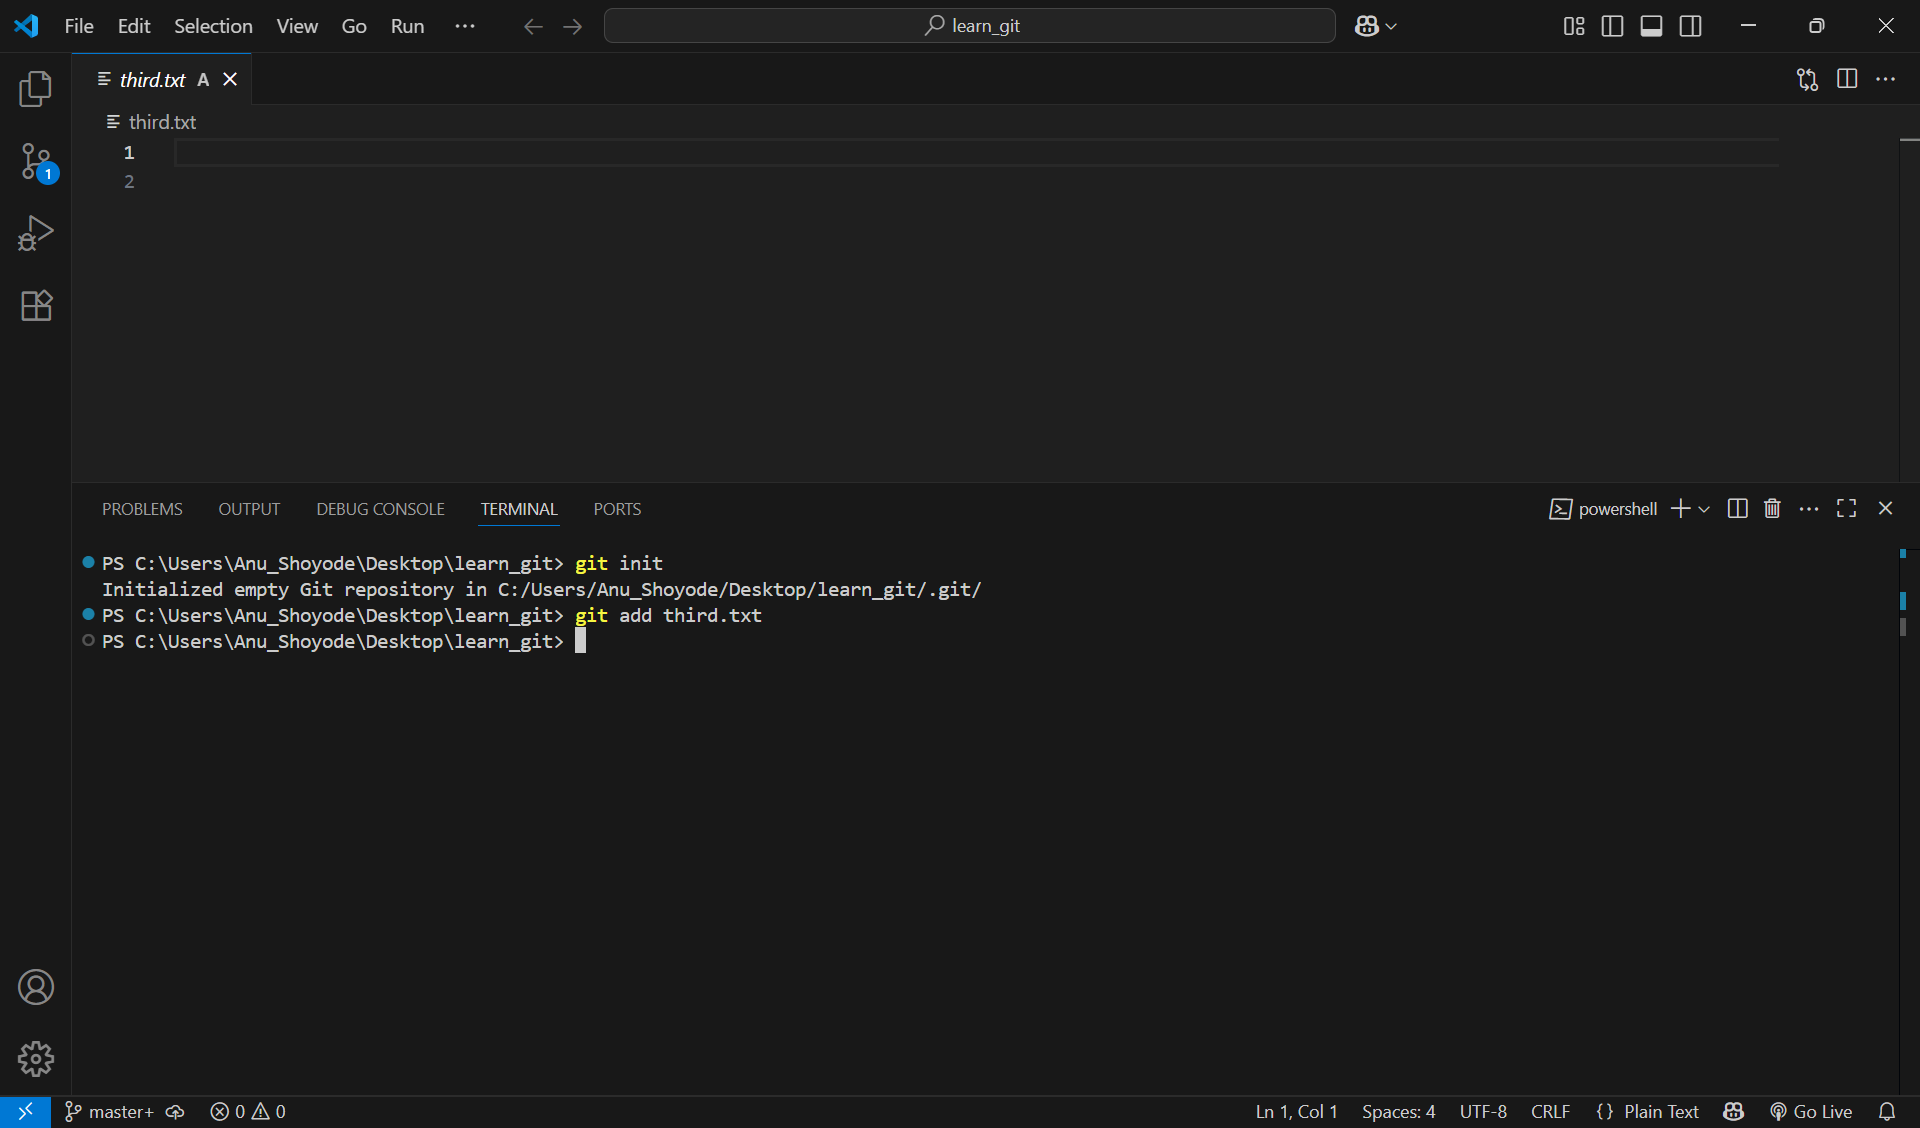 File Edit Selection View Go Run ··· learn_git
third.txt A
third.txt
1
2
1
PROBLEMS OUTPUT DEBUG CONSOLE TERMINAL PORTS powershell
PS C:\Users\Anu_Shoyode\Desktop\learn_git> git init
Initialized empty Git repository in C:/Users/Anu_Shoyode/Desktop/learn_git/.git/
PS C:\Users\Anu_Shoyode\Desktop\learn_git> git add third.txt
PS C:\Users\Anu_Shoyode\Desktop\learn_git>
master+ 0 0 Ln 1, Col 1 Spaces: 4 UTF-8 CRLF {} Plain Text Go Live